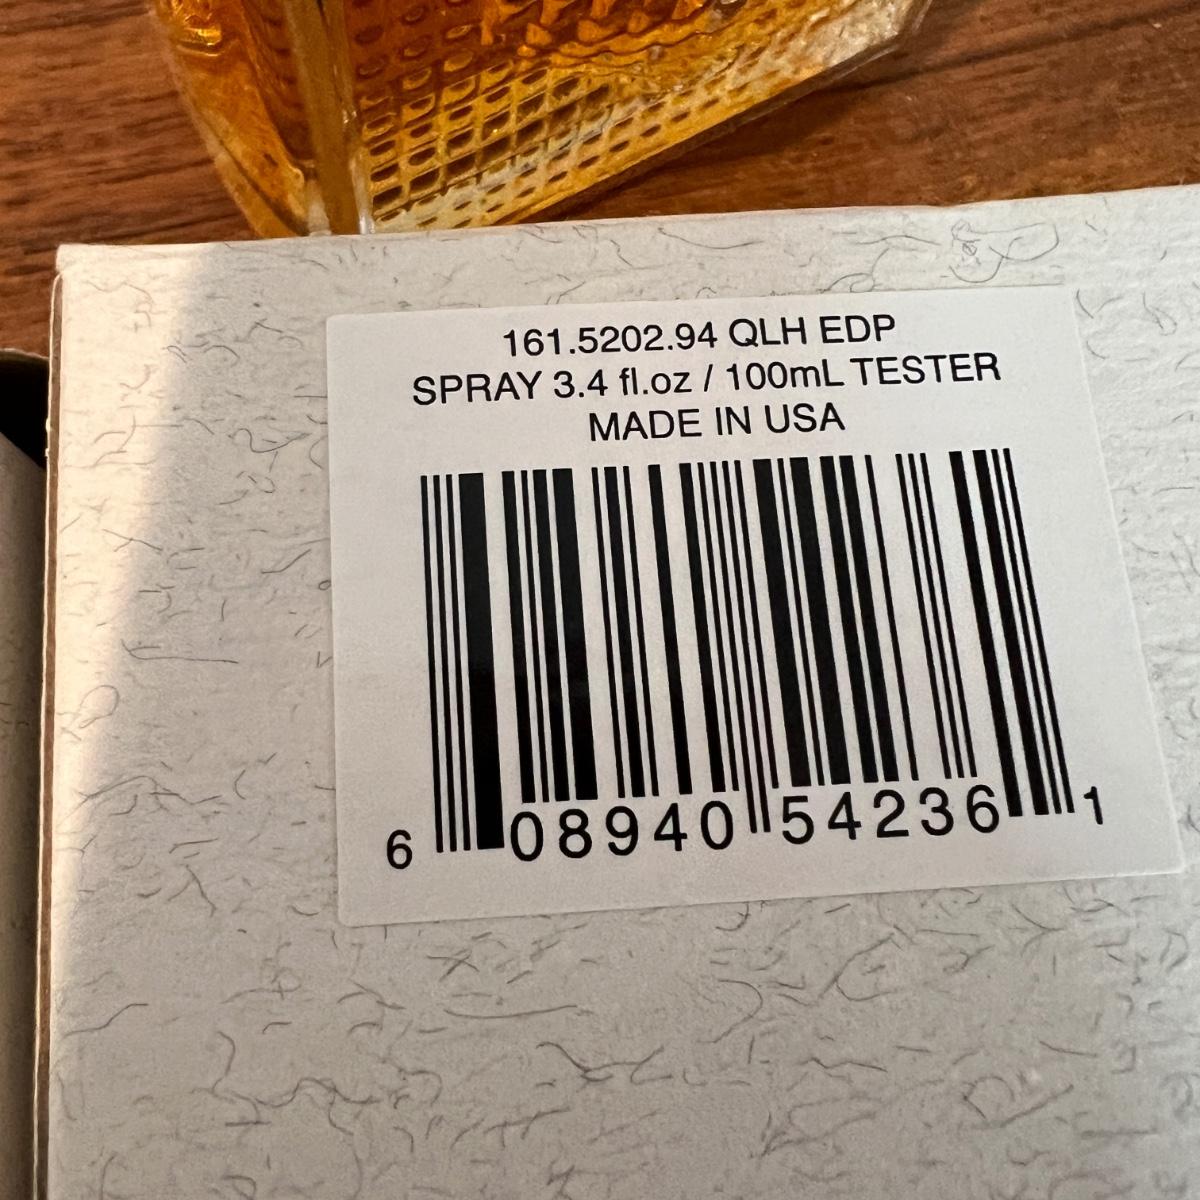 161.5202.94 QLH EDP
SPRAY 3.4 fl.oz / 100mL TESTER
MADE IN USA
6 08940 54236 1